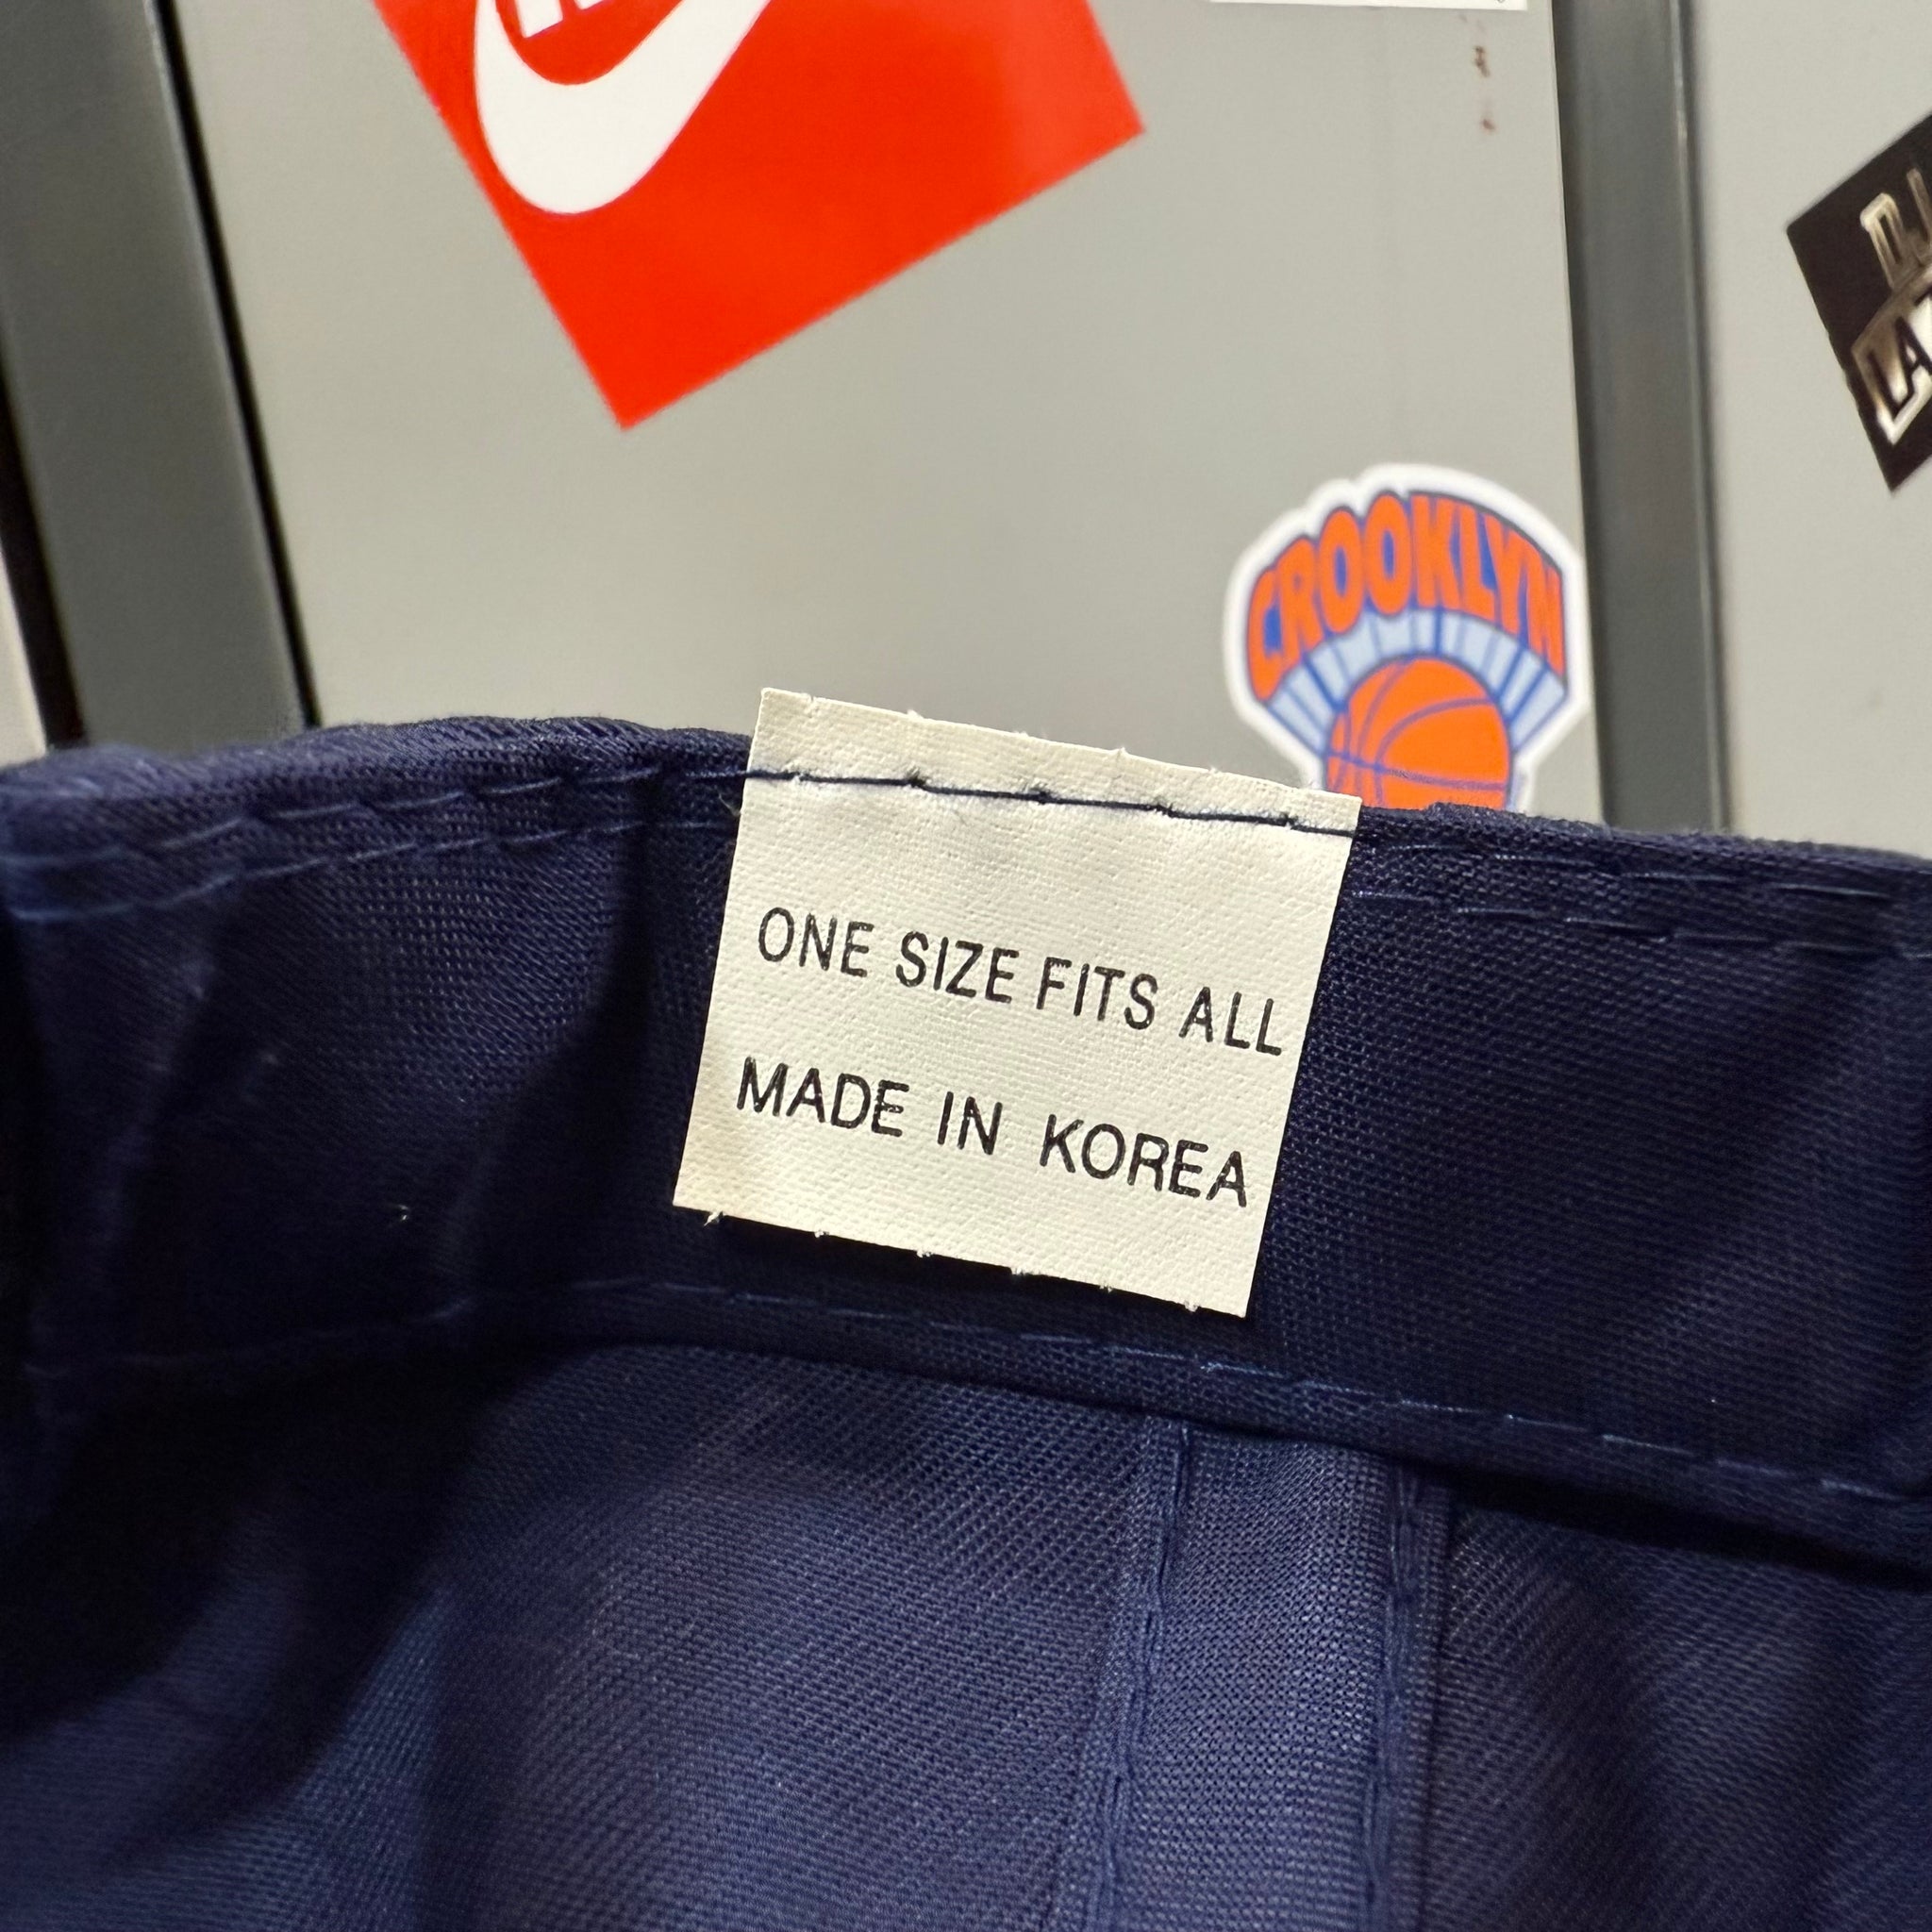 CROOKLYN
ONE SIZE FITS ALL
MADE IN KOREA